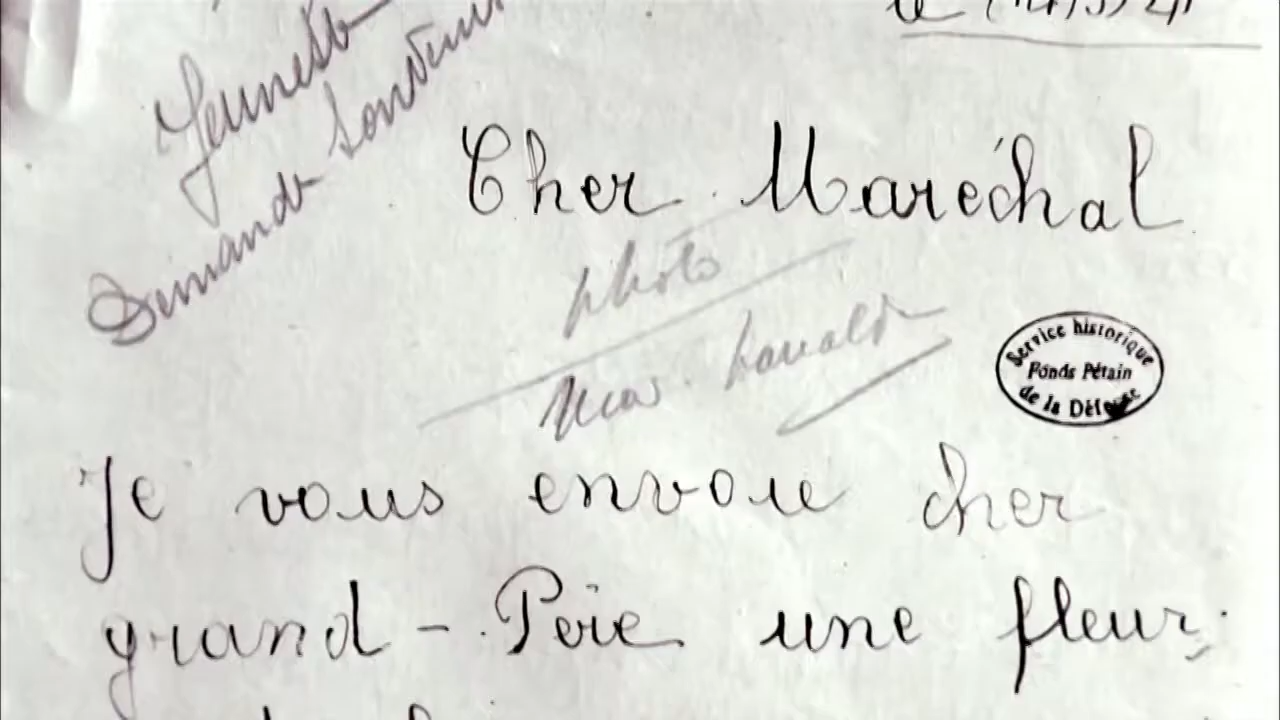 Jeunesse
Demande
Cher Maréchal
photo
Service historique
Fonds Pétain
de la Défense
Je vous envoie cher
grand-Père une fleur